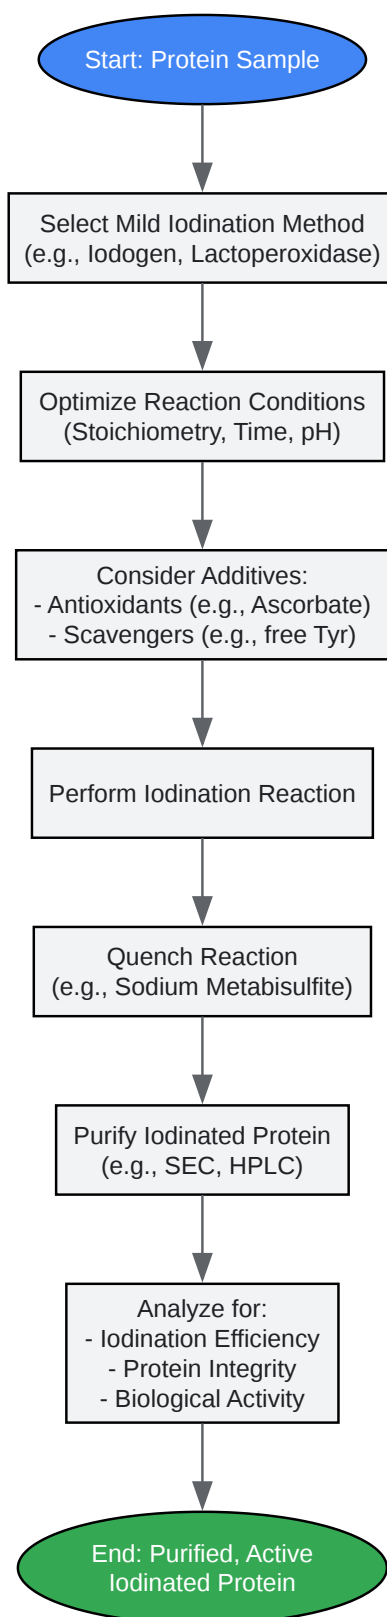 Start: Protein Sample
Select Mild Iodination Method
(e.g., Iodogen, Lactoperoxidase)
Optimize Reaction Conditions
(Stoichiometry, Time, pH)
Consider Additives:
- Antioxidants (e.g., Ascorbate)
- Scavengers (e.g., free Tyr)
Perform Iodination Reaction
Quench Reaction
(e.g., Sodium Metabisulfite)
Purify Iodinated Protein
(e.g., SEC, HPLC)
Analyze for:
- Iodination Efficiency
- Protein Integrity
- Biological Activity
End: Purified, Active
Iodinated Protein